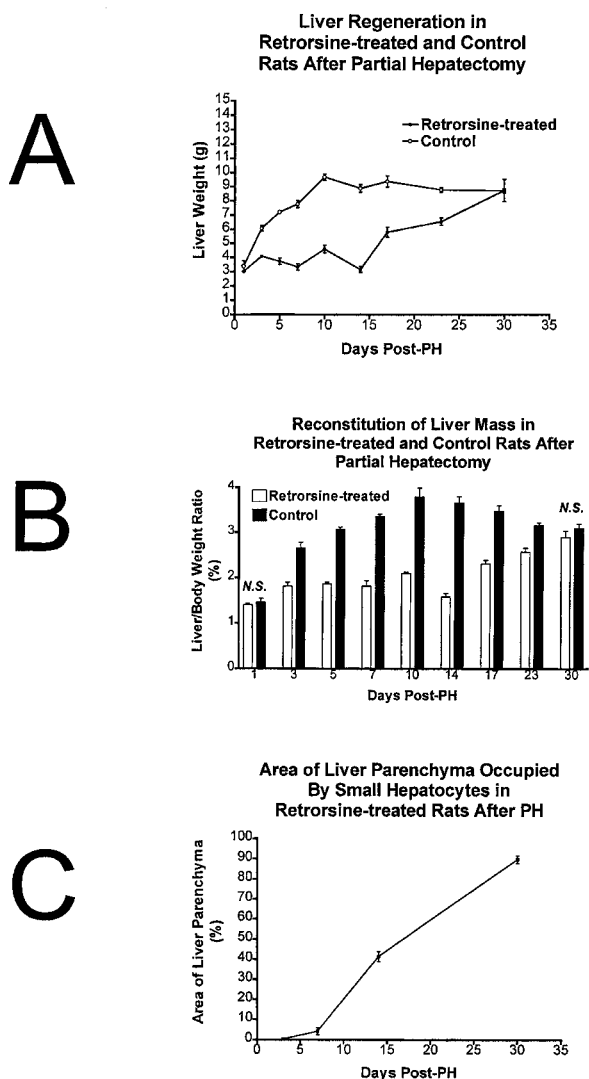 A
Liver Regeneration in
Retrorsine-treated and Control
Rats After Partial Hepatectomy
Liver Weight (g)
15
14
13
12
11
10
9
8
7
6
5
4
3
2
1
0
Retrorsine-treated
Control
0 5 10 15 20 25 30 35
Days Post-PH
B
Reconstitution of Liver Mass in
Retrorsine-treated and Control Rats After
Partial Hepatectomy
Liver/Body Weight Ratio
(%)
4
3
2
1
0
Retrorsine-treated
Control
N.S.
N.S.
1 3 5 7 10 14 17 23 30
Days Post-PH
C
Area of Liver Parenchyma Occupied
By Small Hepatocytes in
Retrorsine-treated Rats After PH
Area of Liver Parenchyma
(%)
100
90
80
70
60
50
40
30
20
10
0
0 5 10 15 20 25 30 35
Days Post-PH